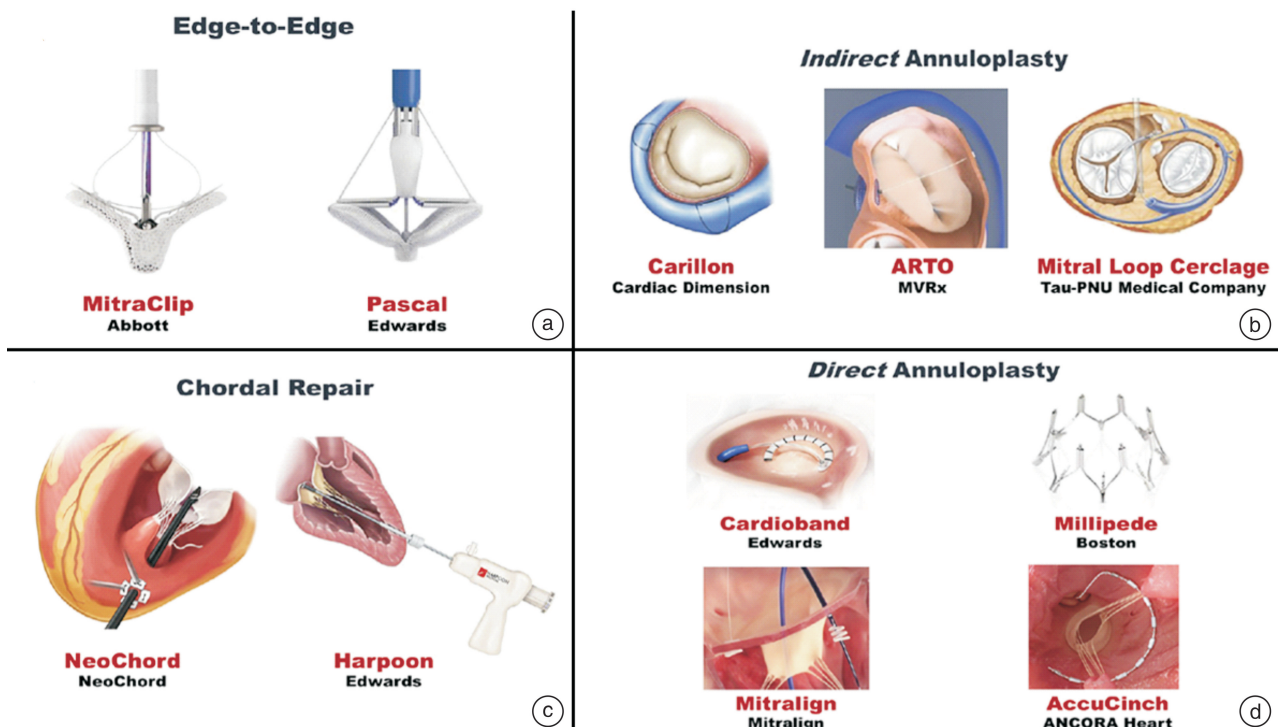 Edge-to-Edge
MitraClip
Abbott
Pascal
Edwards
a
Indirect Annuloplasty
Carillon
Cardiac Dimension
ARTO
MVRx
Mitral Loop Cerclage
Tau-PNU Medical Company
b
Chordal Repair
NeoChord
NeoChord
Harpoon
Edwards
c
Direct Annuloplasty
Cardioband
Edwards
Millipede
Boston
Mitralign
Mitralign
AccuCinch
ANCORA Heart
d